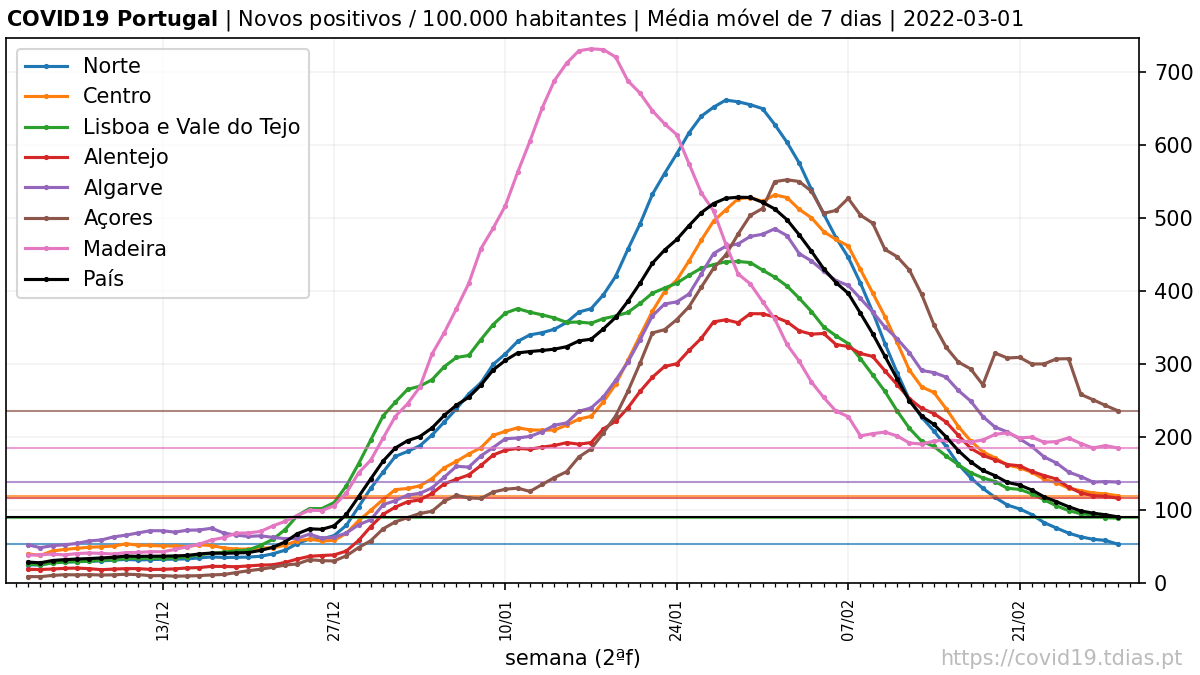 COVID19 Portugal | Novos positivos / 100.000 habitantes | Média móvel de 7 dias | 2022-03-01
Norte
Centro
Lisboa e Vale do Tejo
Alentejo
Algarve
Açores
Madeira
País
700
600
500
400
300
200
100
0
13/12
27/12
10/01
24/01
07/02
21/02
semana (2ªf)
https://covid19.tdias.pt